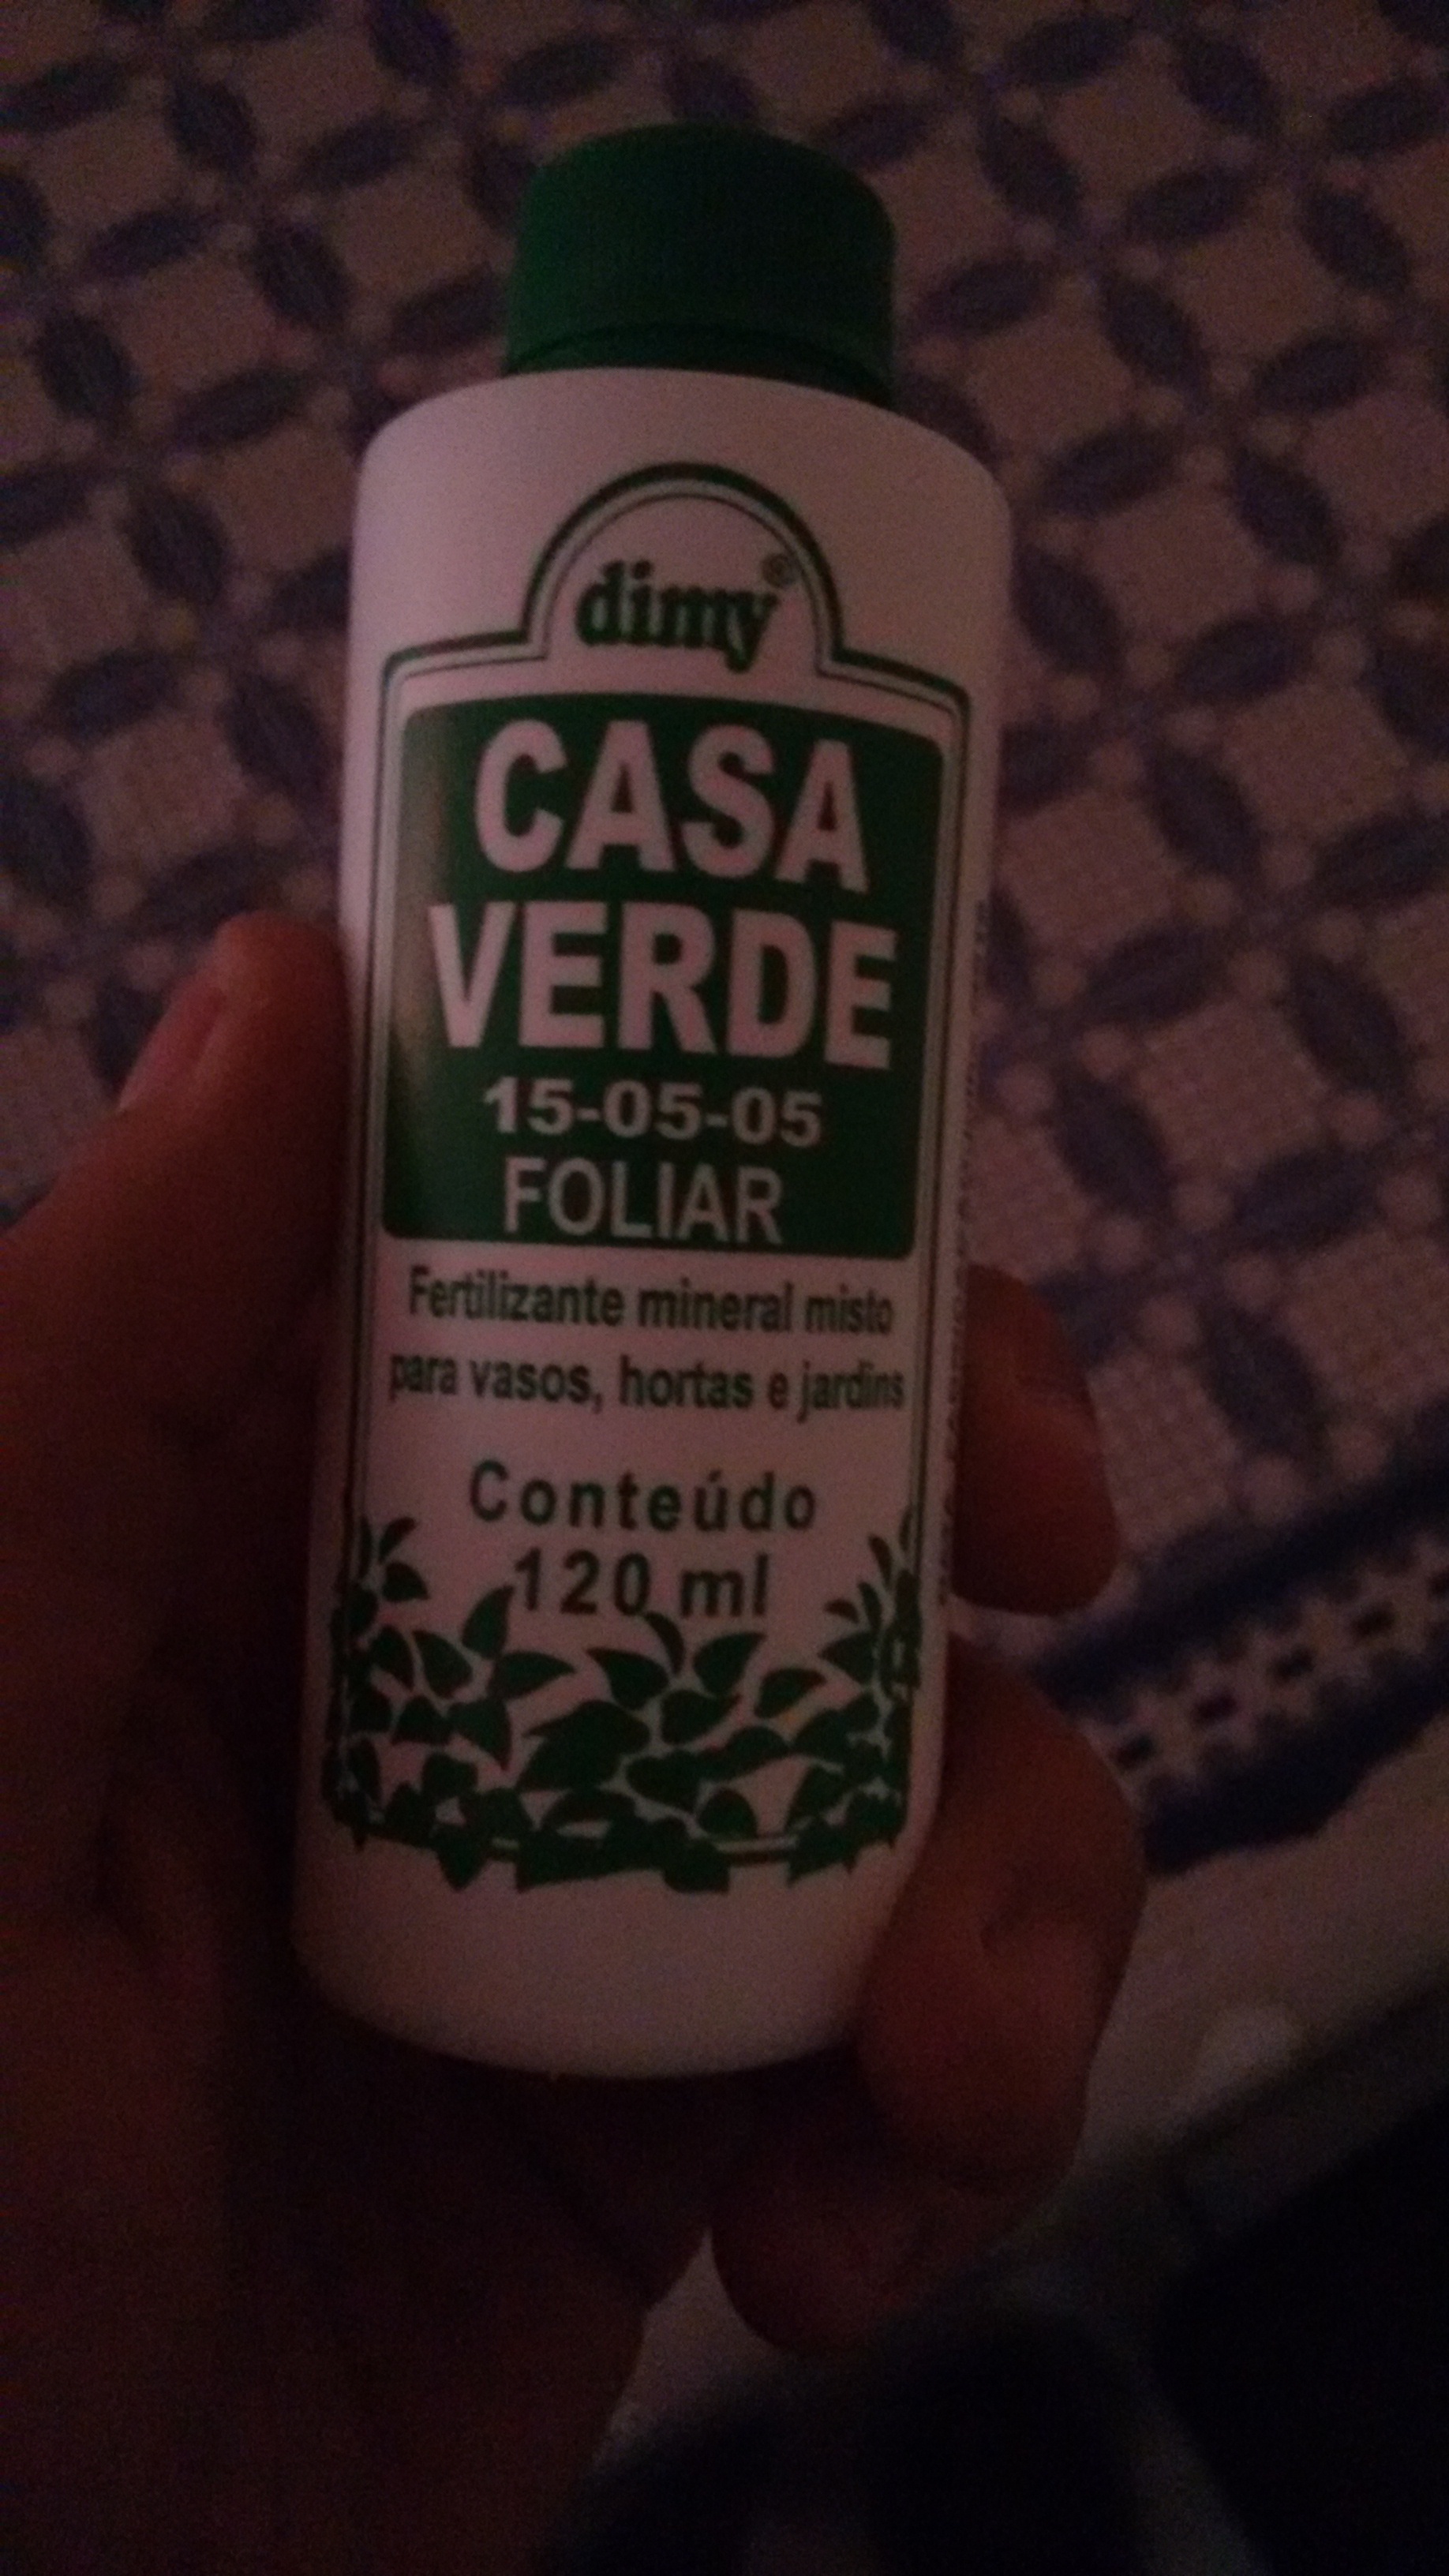 dimy®
CASA
VERDE
15-05-05
FOLIAR
Fertilizante mineral misto
para vasos, hortas e jardins
Conteúdo
120 ml